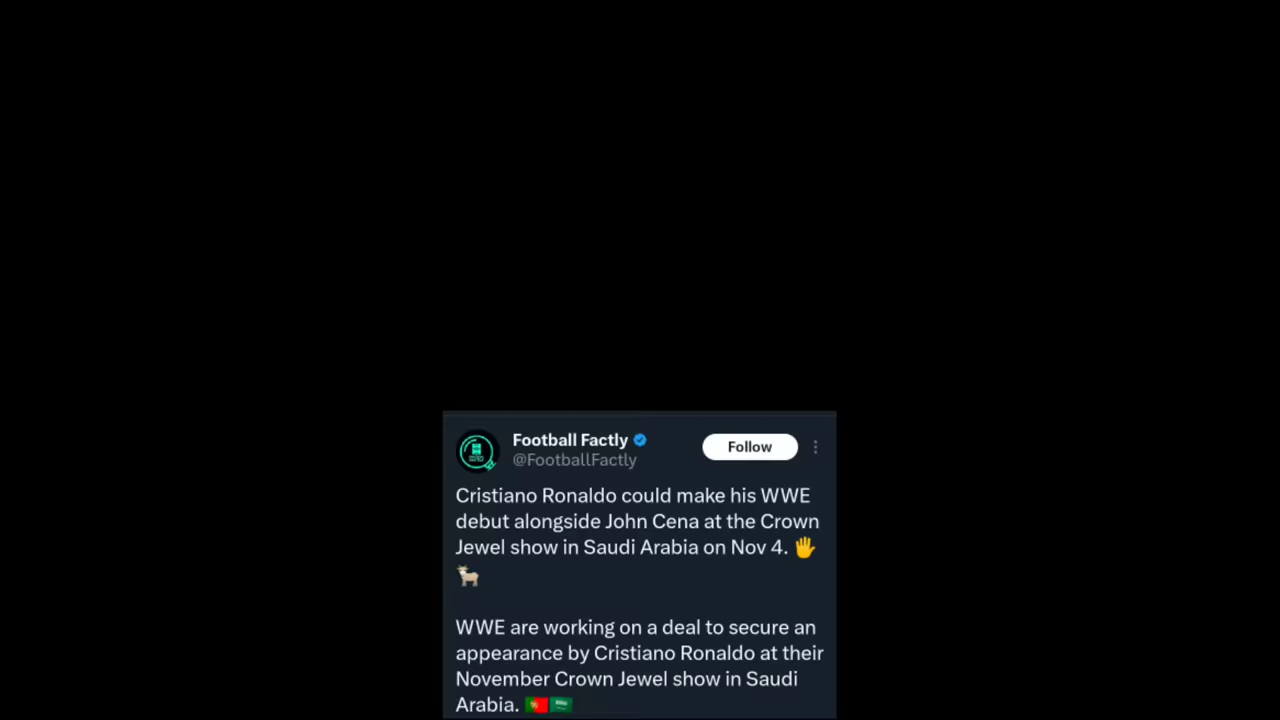 Football Factly
Follow
@FootballFactly
Cristiano Ronaldo could make his WWE
debut alongside John Cena at the Crown
Jewel show in Saudi Arabia on Nov 4. 🖐
🐐
WWE are working on a deal to secure an
appearance by Cristiano Ronaldo at their
November Crown Jewel show in Saudi
Arabia. 🇵🇹🇸🇦